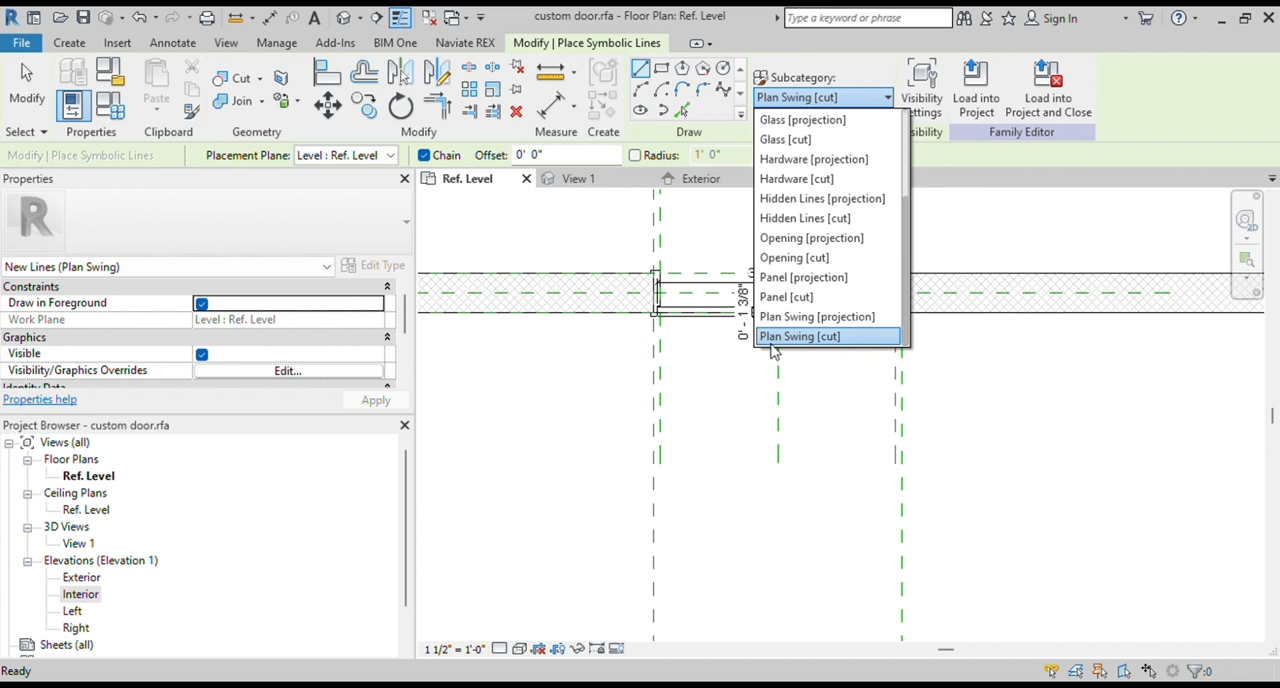 custom door.rfa - Floor Plan: Ref. Level
Type a keyword or phrase
Sign In
File
Create
Insert
Annotate
View
Manage
Add-Ins
BIM One
Naviate REX
Modify | Place Symbolic Lines
Modify
Paste
Cut
Join
Subcategory:
Plan Swing [cut]
Visibility
Settings
Load into
Project
Load into
Project and Close
Select
Properties
Clipboard
Geometry
Modify
Measure
Create
Draw
Family Editor
Modify | Place Symbolic Lines
Placement Plane:
Level : Ref. Level
Chain
Offset:
0' 0"
Radius:
1' 0"
Properties
Ref. Level
View 1
Exterior
Glass [projection]
Glass [cut]
Hardware [projection]
Hardware [cut]
Hidden Lines [projection]
Hidden Lines [cut]
Opening [projection]
Opening [cut]
Panel [projection]
Panel [cut]
Plan Swing [projection]
Plan Swing [cut]
New Lines (Plan Swing)
Edit Type
Constraints
Draw in Foreground
Work Plane
Level : Ref. Level
Graphics
Visible
Visibility/Graphics Overrides
Edit...
Identity Data
Properties help
Apply
0' - 1 3/8"
Project Browser - custom door.rfa
Views (all)
Floor Plans
Ref. Level
Ceiling Plans
Ref. Level
3D Views
View 1
Elevations (Elevation 1)
Exterior
Interior
Left
Right
Sheets (all)
1 1/2" = 1'-0"
Ready
:0